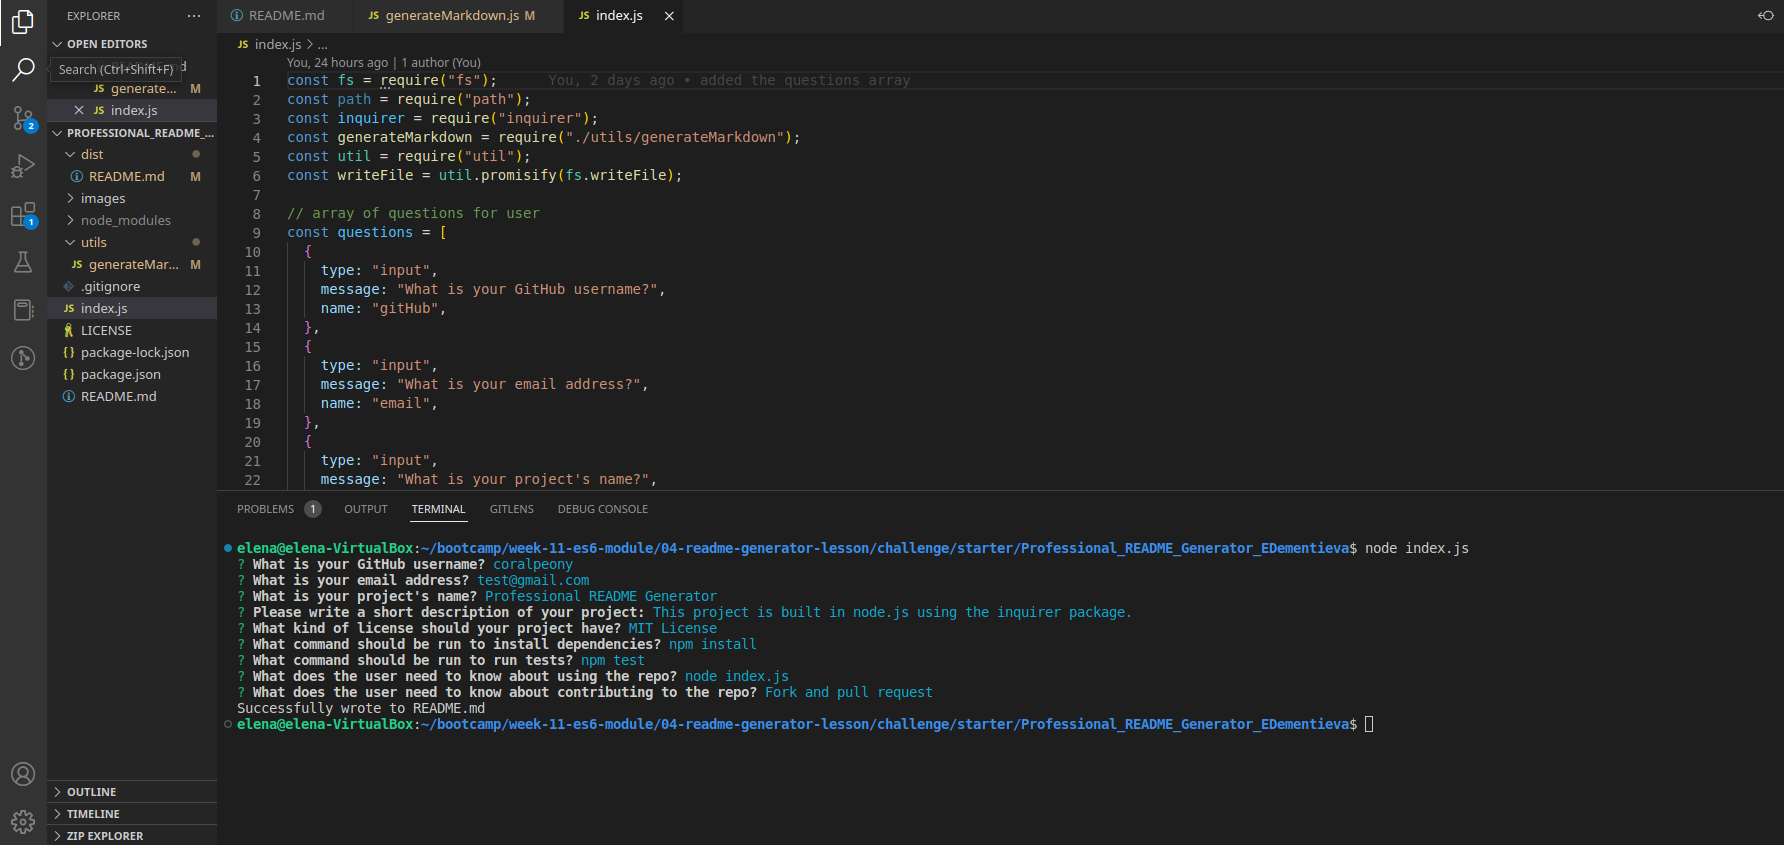 EXPLORER
OPEN EDITORS
Search (Ctrl+Shift+F)
generate... M
JS index.js
PROFESSIONAL_README_...
dist
README.md M
images
node_modules
utils
JS generateMar... M
.gitignore
JS index.js
LICENSE
{} package-lock.json
{} package.json
README.md
OUTLINE
TIMELINE
ZIP EXPLORER
2
1
README.md JS generateMarkdown.js M JS index.js
JS index.js > ...
You, 24 hours ago | 1 author (You)
1 const fs = require("fs"); You, 2 days ago • added the questions array
2 const path = require("path");
3 const inquirer = require("inquirer");
4 const generateMarkdown = require("./utils/generateMarkdown");
5 const util = require("util");
6 const writeFile = util.promisify(fs.writeFile);
7
8 // array of questions for user
9 const questions = [
10 {
11 type: "input",
12 message: "What is your GitHub username?",
13 name: "gitHub",
14 },
15 {
16 type: "input",
17 message: "What is your email address?",
18 name: "email",
19 },
20 {
21 type: "input",
22 message: "What is your project's name?",
PROBLEMS 1 OUTPUT TERMINAL GITLENS DEBUG CONSOLE
elena@elena-VirtualBox:~/bootcamp/week-11-es6-module/04-readme-generator-lesson/challenge/starter/Professional_README_Generator_EDementieva$ node index.js
? What is your GitHub username? coralpeony
? What is your email address? test@gmail.com
? What is your project's name? Professional README Generator
? Please write a short description of your project: This project is built in node.js using the inquirer package.
? What kind of license should your project have? MIT License
? What command should be run to install dependencies? npm install
? What command should be run to run tests? npm test
? What does the user need to know about using the repo? node index.js
? What does the user need to know about contributing to the repo? Fork and pull request
Successfully wrote to README.md
elena@elena-VirtualBox:~/bootcamp/week-11-es6-module/04-readme-generator-lesson/challenge/starter/Professional_README_Generator_EDementieva$